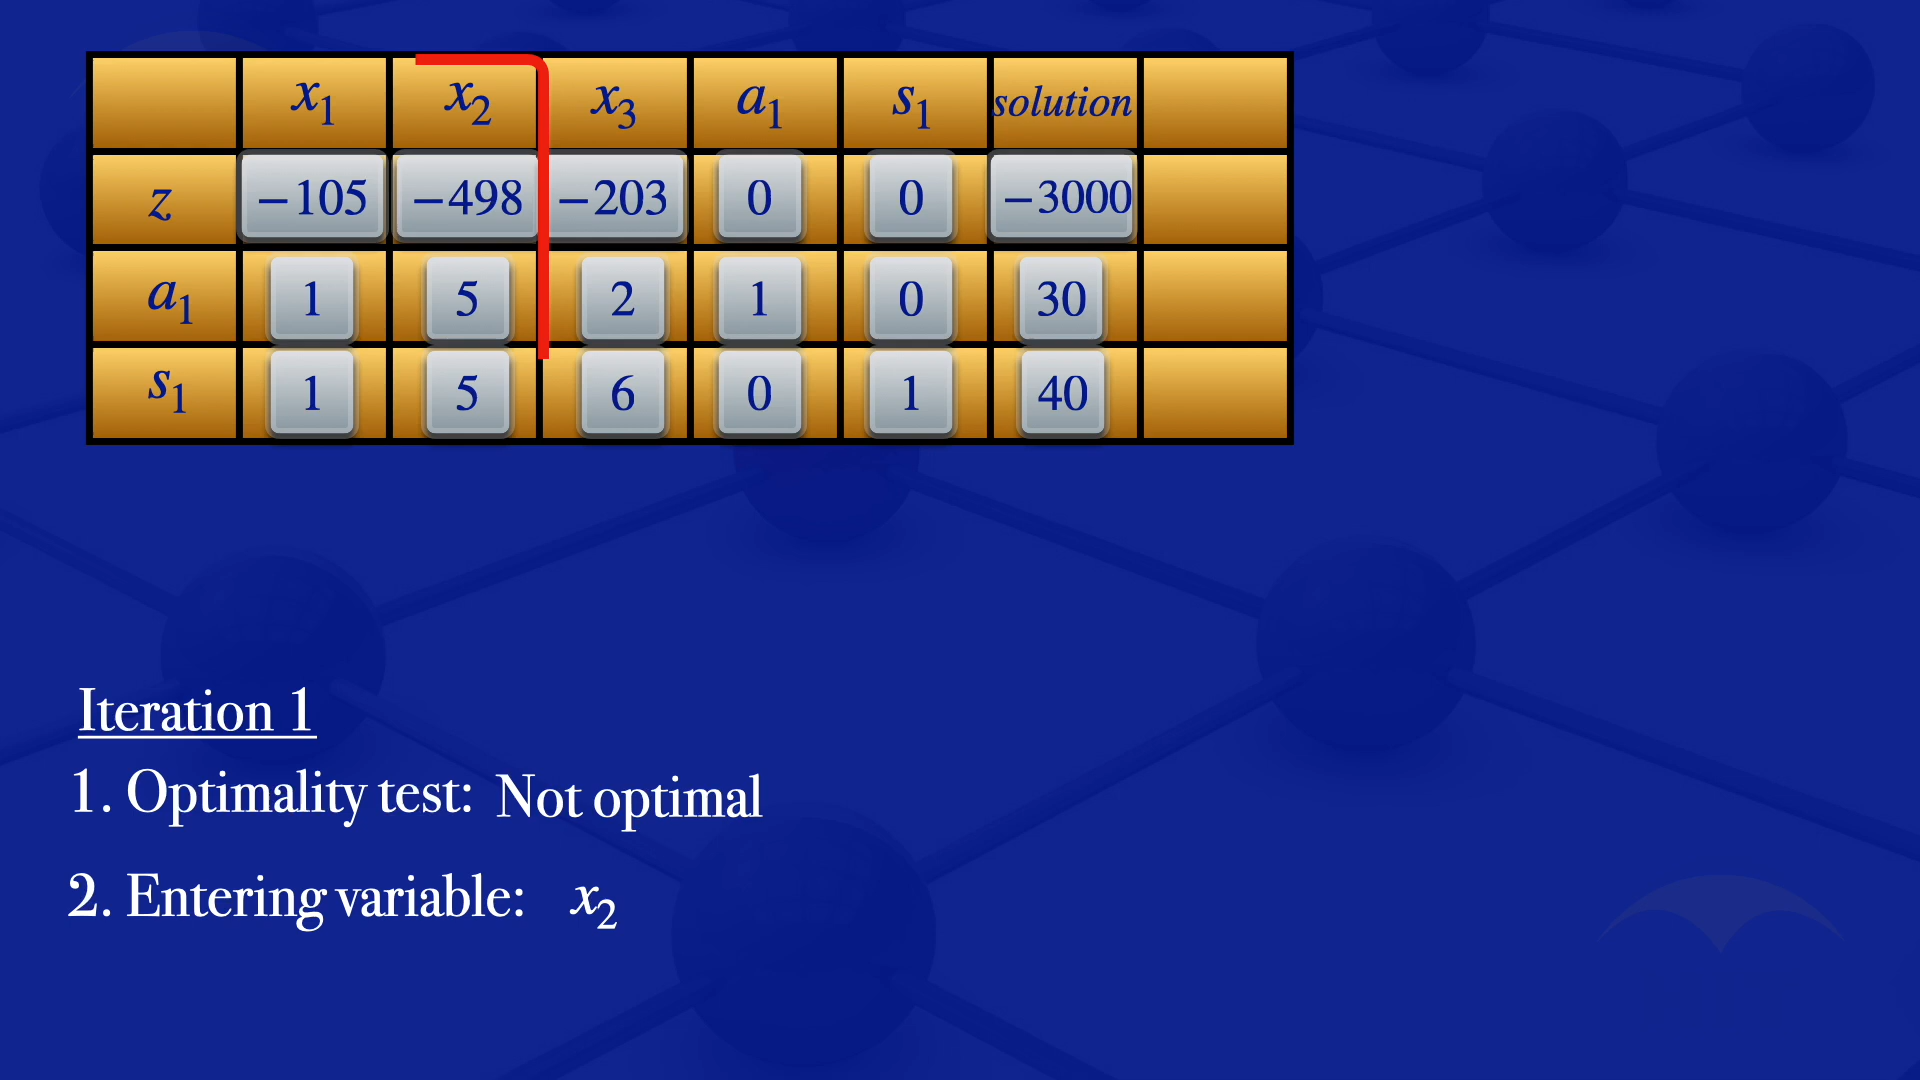 x₁ x₂ x₃ a₁ s₁ solution
z −105 −498 −203 0 0 −3000
a₁ 1 5 2 1 0 30
s₁ 1 5 6 0 1 40
Iteration 1
1. Optimality test: Not optimal
2. Entering variable: x₂